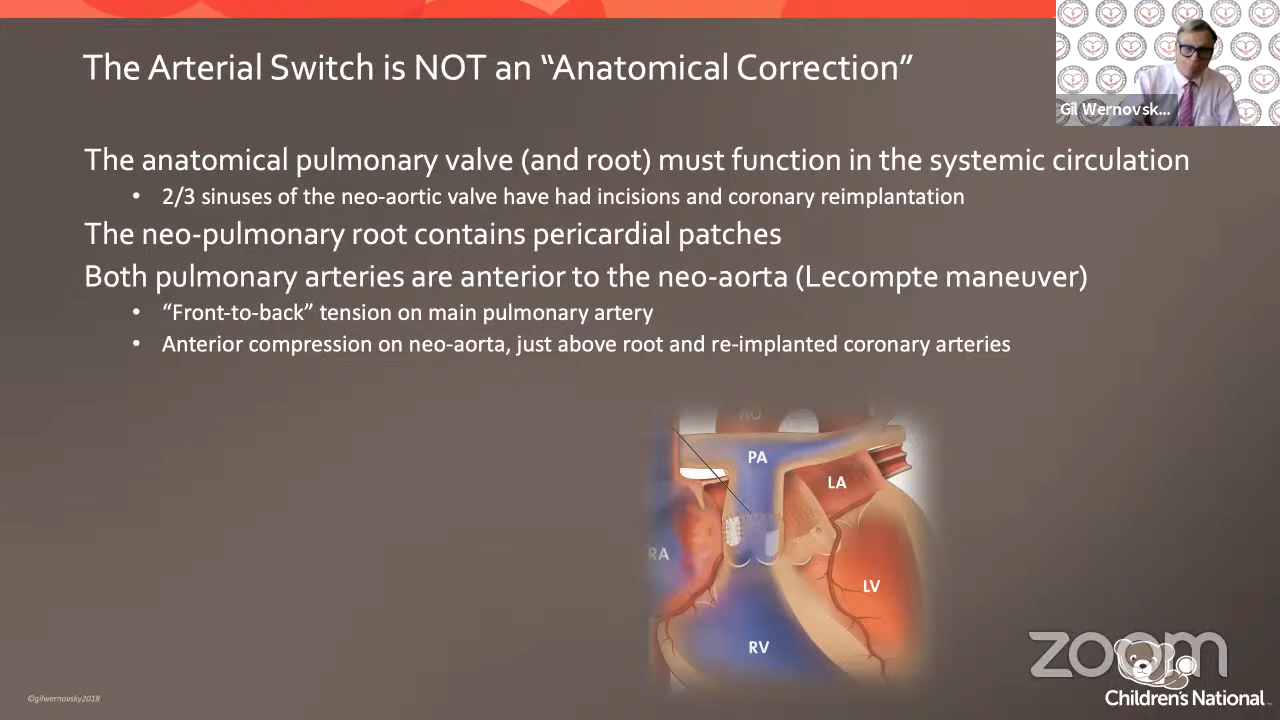 The Arterial Switch is NOT an “Anatomical Correction”
Gil Wernovsk...
The anatomical pulmonary valve (and root) must function in the systemic circulation
• 2/3 sinuses of the neo-aortic valve have had incisions and coronary reimplantation
The neo-pulmonary root contains pericardial patches
Both pulmonary arteries are anterior to the neo-aorta (Lecompte maneuver)
• “Front-to-back” tension on main pulmonary artery
• Anterior compression on neo-aorta, just above root and re-implanted coronary arteries
PA
LA
RA
LV
RV
zoom
Children's National
©gilwernovsky2018